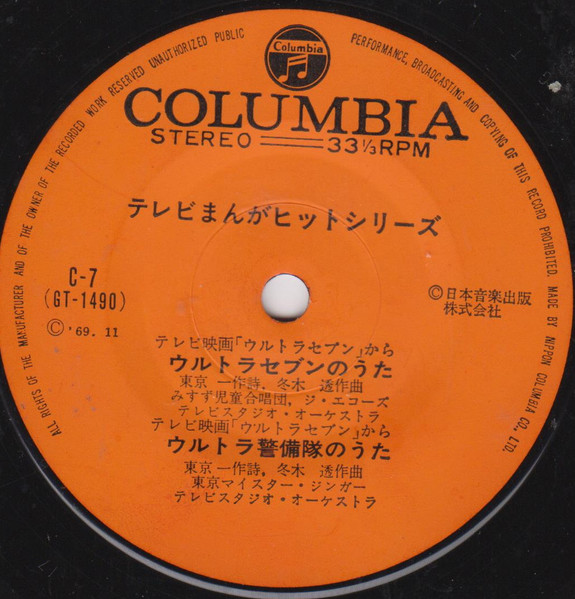 ALL RIGHTS OF THE MANUFACTURER AND OF THE OWNER OF THE RECORDED WORK RESERVED UNAUTHORIZED PUBLIC PERFORMANCE, BROADCASTING AND COPYING OF THIS RECORD PROHIBITED. MADE BY NIPPON COLUMBIA CO., LTD.
Columbia
COLUMBIA
STEREO 33⅓RPM
テレビまんがヒットシリーズ
C-7
(GT-1490)
©'69. 11
©日本音楽出版
株式会社
テレビ映画「ウルトラセブン」から
ウルトラセブンのうた
東京 一作詩, 冬木 透作曲
みすず児童合唱団, ジ・エコーズ
テレビスタジオ・オーケストラ
テレビ映画「ウルトラセブン」から
ウルトラ警備隊のうた
東京 一作詩, 冬木 透作曲
東京マイスター・ジンガー
テレビスタジオ・オーケストラ